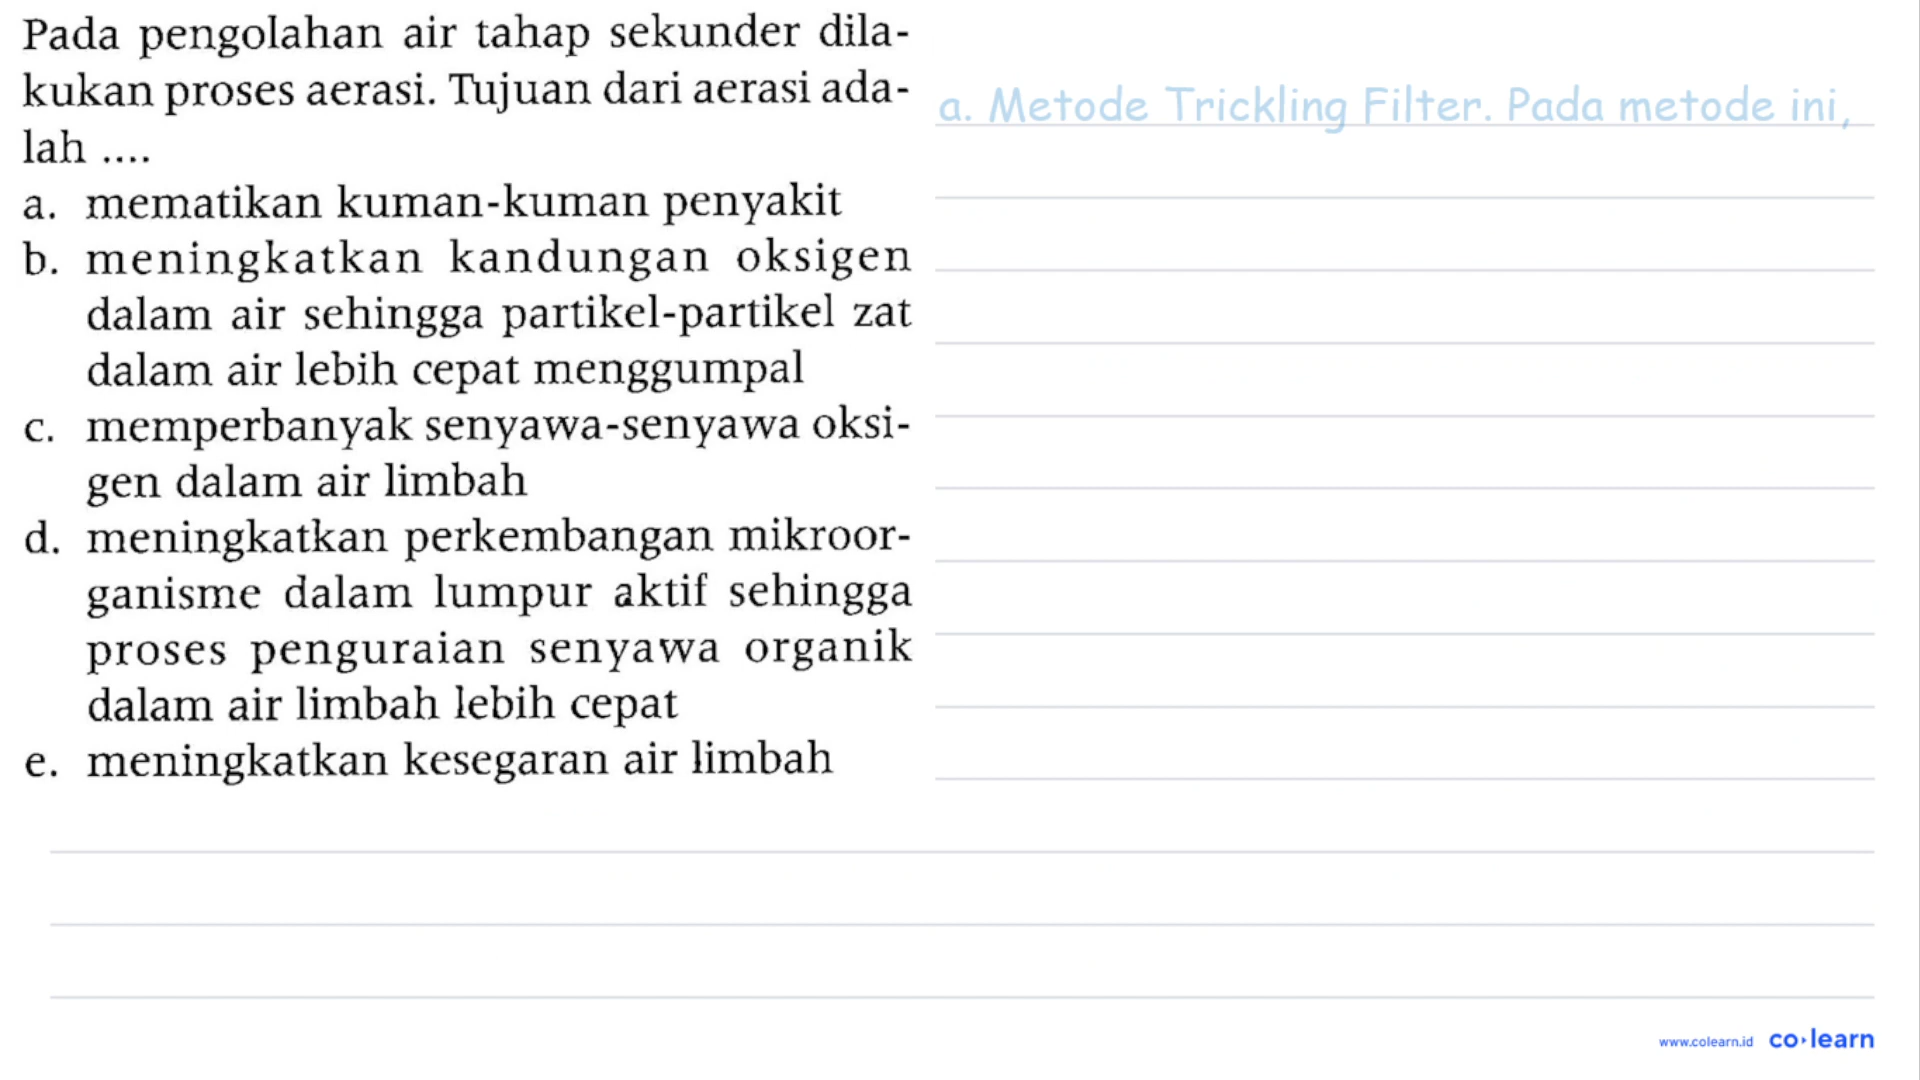 Pada pengolahan air tahap sekunder dila-
kukan proses aerasi. Tujuan dari aerasi ada-
lah ....
a. mematikan kuman-kuman penyakit
b. meningkatkan kandungan oksigen
dalam air sehingga partikel-partikel zat
dalam air lebih cepat menggumpal
c. memperbanyak senyawa-senyawa oksi-
gen dalam air limbah
d. meningkatkan perkembangan mikroor-
ganisme dalam lumpur aktif sehingga
proses penguraian senyawa organik
dalam air limbah lebih cepat
e. meningkatkan kesegaran air limbah
a. Metode Trickling Filter. Pada metode ini,
www.colearn.id co learn